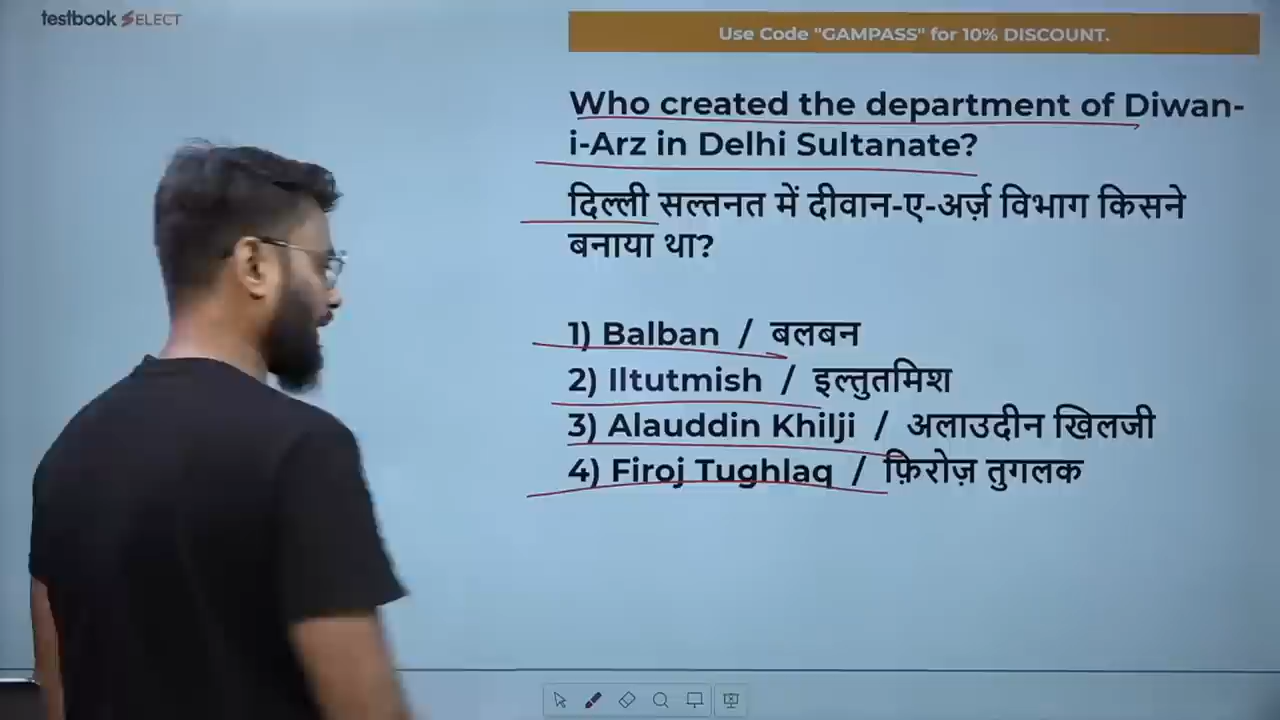 testbook SELECT
Use Code "GAMPASS" for 10% DISCOUNT.
Who created the department of Diwan-
i-Arz in Delhi Sultanate?
दिल्ली सल्तनत में दीवान-ए-अर्ज़ विभाग किसने
बनाया था?
1) Balban / बलबन
2) Iltutmish / इल्तुतमिश
3) Alauddin Khilji / अलाउदीन खिलजी
4) Firoj Tughlaq / फ़िरोज़ तुगलक